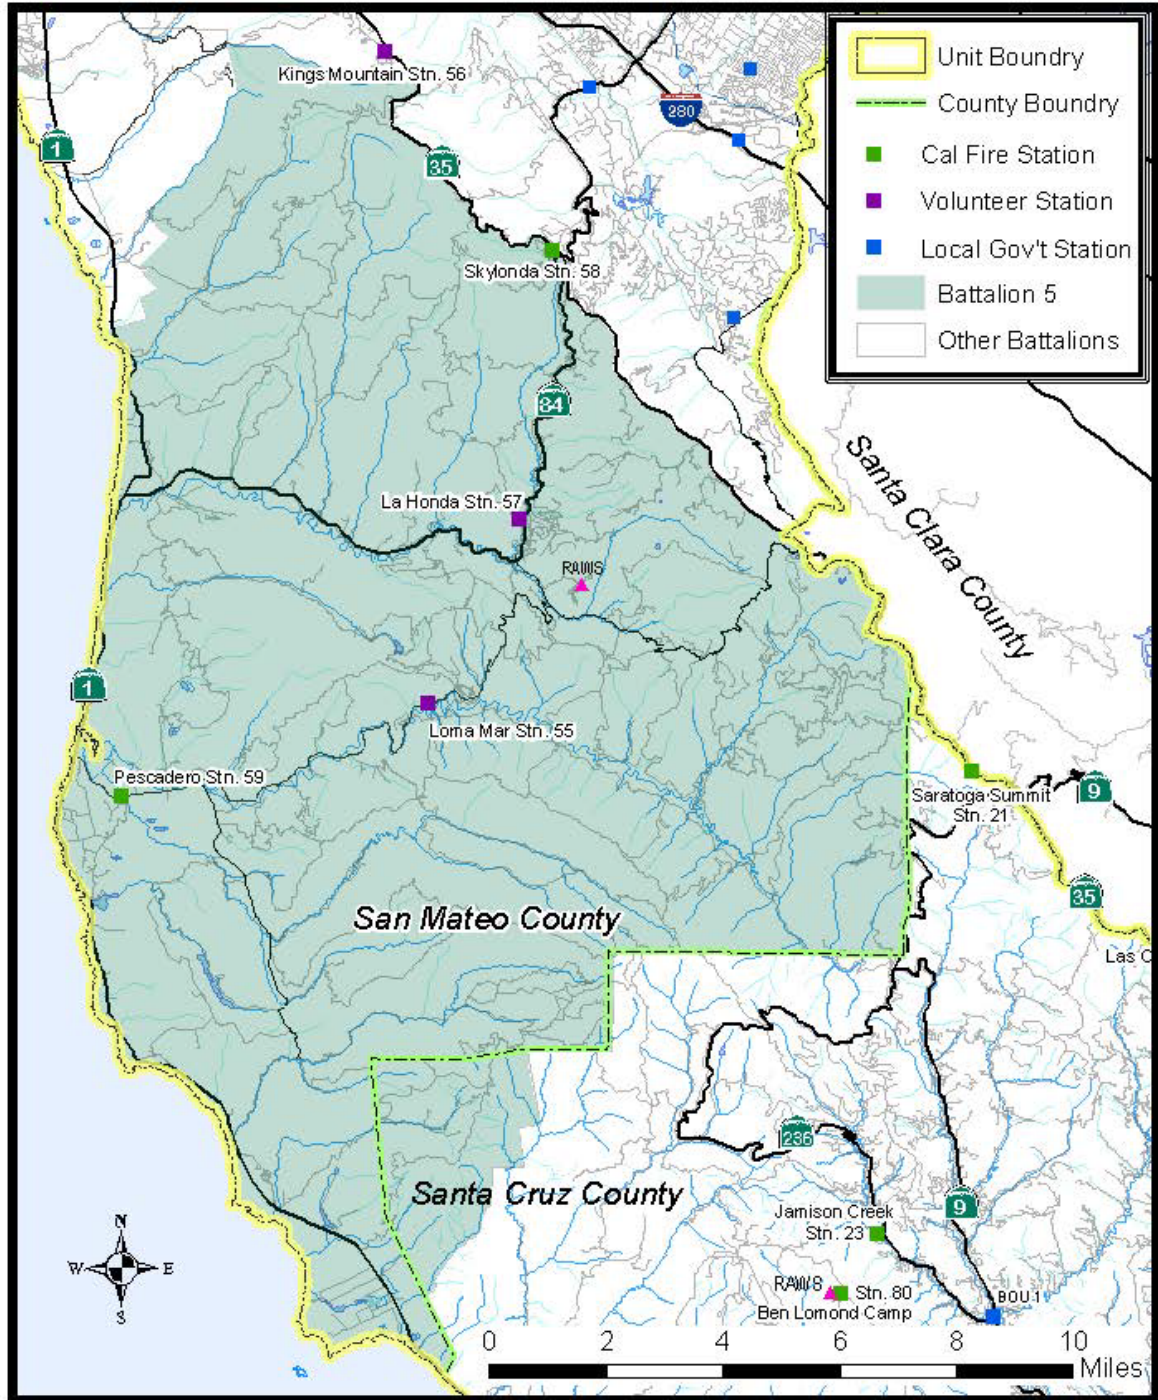 Kings Mountain Stn. 56
280
1
35
Unit Boundry
County Boundry
Cal Fire Station
Volunteer Station
Local Gov't Station
Battalion 5
Other Battalions
Skylonda Stn. 58
84
Santa Clara County
La Honda Stn. 57
RAWS
1
Loma Mar Stn. 55
Pescadero Stn. 59
Saratoga Summit
Stn. 21
9
35
San Mateo County
Las C
236
Santa Cruz County
9
Jamison Creek
Stn. 23
N
W
E
S
RAWS
Stn. 80
Ben Lomond Camp
BOU1
0 2 4 6 8 10
Miles